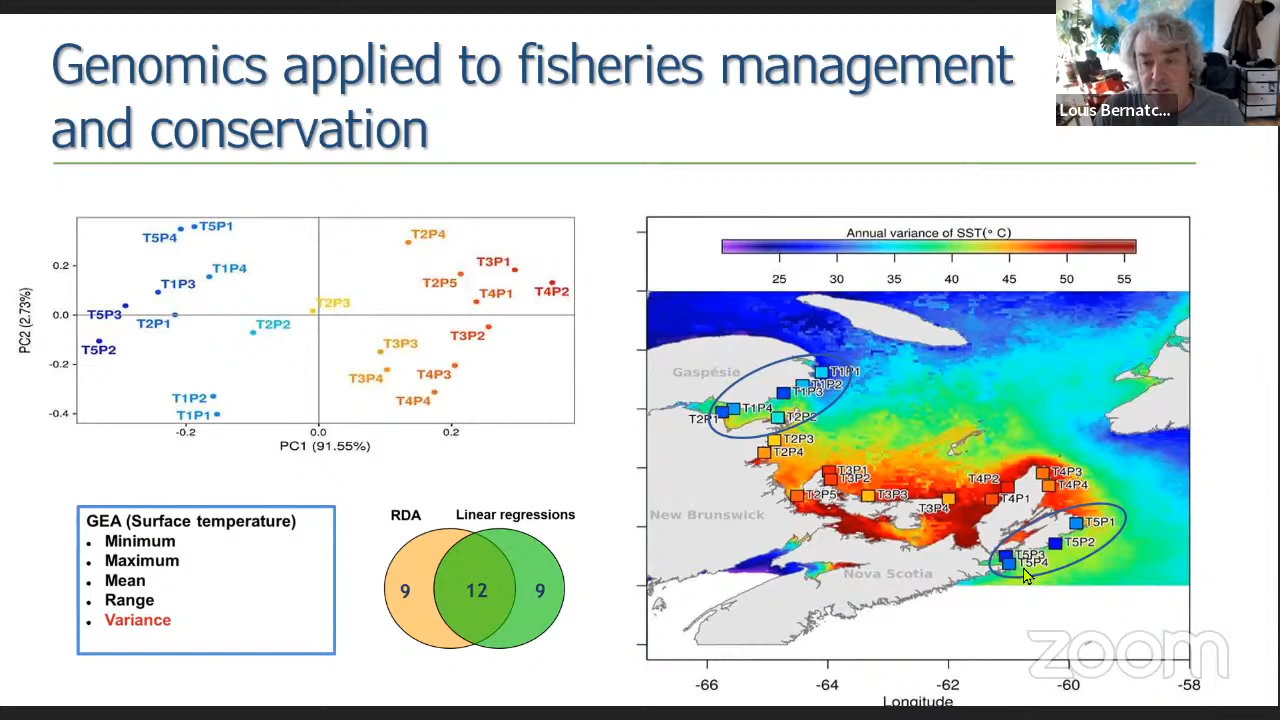 Genomics applied to fisheries management
and conservation
Louis Bernatc...
T5P1
T5P4
T2P4
T3P1
T1P4
T2P5
T1P3
T4P1
T4P2
T5P3
T2P3
T2P1
T2P2
T3P2
T5P2
T3P3
T3P4
T4P3
T1P2
T4P4
T1P1
0.2
0.0
-0.2
-0.4
PC2 (2.73%)
-0.2
0.0
0.2
PC1 (91.55%)
GEA (Surface temperature)
• Minimum
• Maximum
• Mean
• Range
• Variance
RDA
Linear regressions
9
12
9
Annual variance of SST(° C)
25
30
35
40
45
50
55
Gaspésie
T1P1
T1P2
T1P3
T1P4
T2P1
T2P2
T2P3
T2P4
T3P1
T3P2
T4P2
T4P3
T4P4
T2P5
T3P3
T3P4
T4P1
New Brunswick
T5P1
T5P2
T5P3
T5P4
Nova Scotia
-66
-64
-62
-60
-58
Longitude
zoom